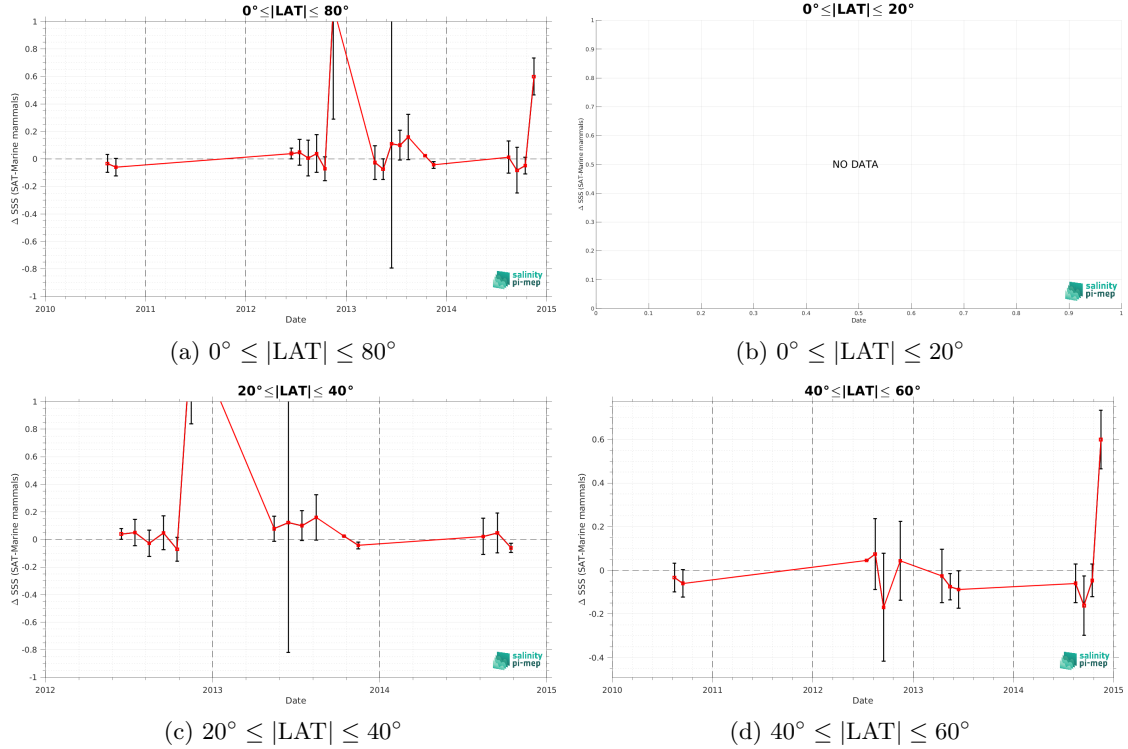 0°≤|LAT|≤ 80°
1
0.8
0.6
0.4
0.2
0
-0.2
-0.4
-0.6
-0.8
-1
Δ SSS (SAT-Marine mammals)
2010
2011
2012
2013
2014
2015
Date
salinity
pi-mep
(a) 0° ≤ |LAT| ≤ 80°
0°≤|LAT|≤ 20°
1
0.9
0.8
0.7
0.6
0.5
0.4
0.3
0.2
0.1
0
Δ SSS (SAT-Marine mammals)
NO DATA
0
0.1
0.2
0.3
0.4
0.5
0.6
0.7
0.8
0.9
1
Date
salinity
pi-mep
(b) 0° ≤ |LAT| ≤ 20°
20°≤|LAT|≤ 40°
1
0.8
0.6
0.4
0.2
0
-0.2
-0.4
-0.6
-0.8
-1
Δ SSS (SAT-Marine mammals)
2012
2013
2014
2015
Date
salinity
pi-mep
(c) 20° ≤ |LAT| ≤ 40°
40°≤|LAT|≤ 60°
0.6
0.4
0.2
0
-0.2
-0.4
Δ SSS (SAT-Marine mammals)
2010
2011
2012
2013
2014
2015
Date
salinity
pi-mep
(d) 40° ≤ |LAT| ≤ 60°